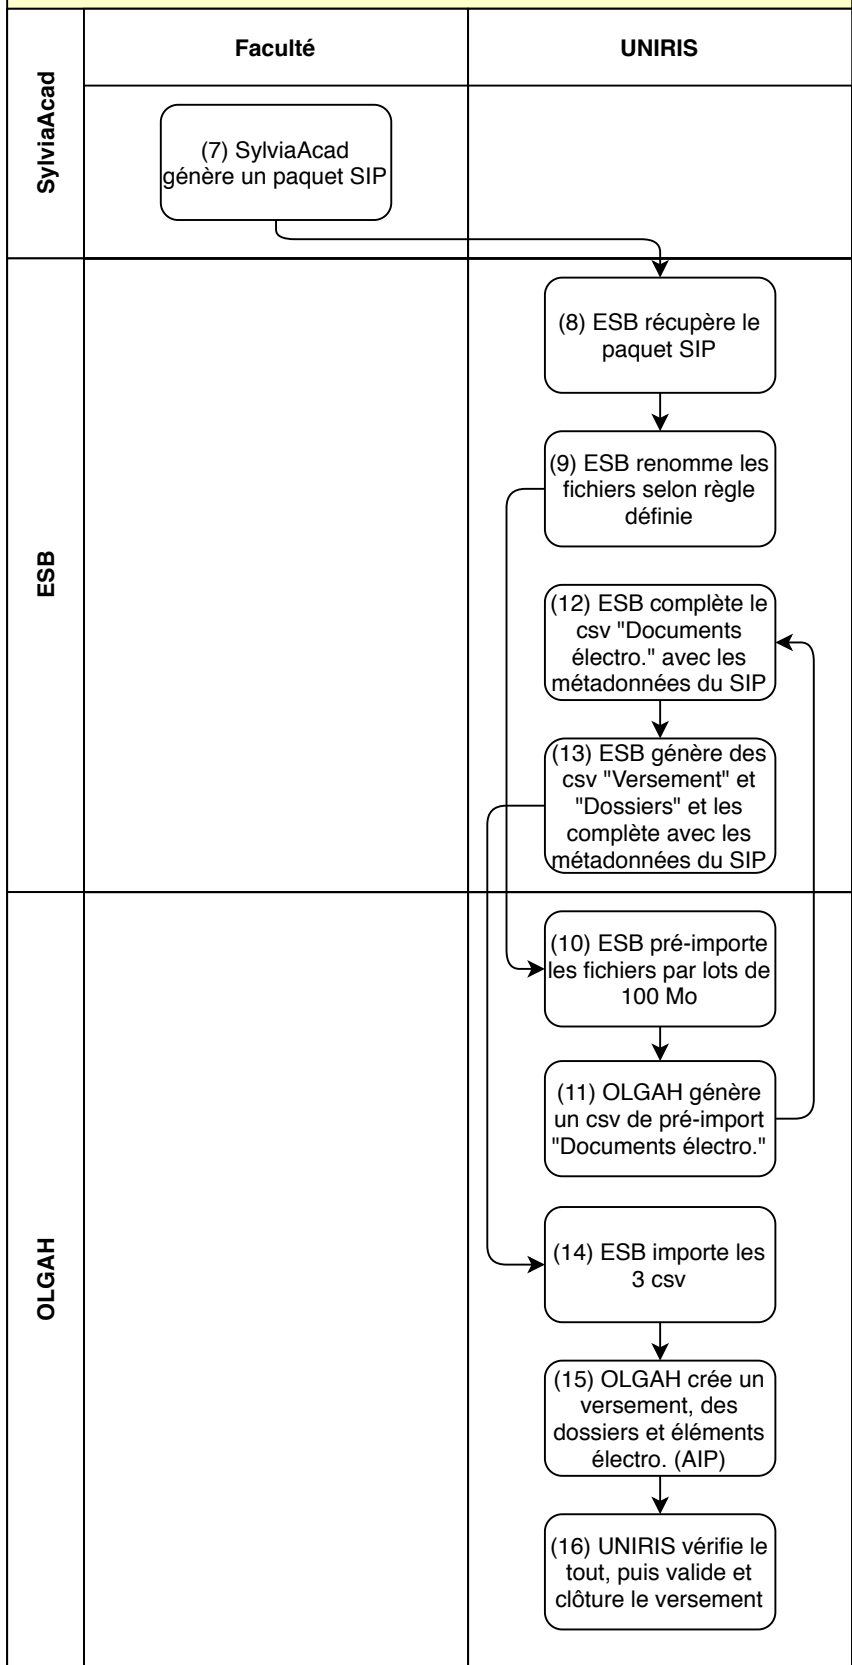 Faculté
UNIRIS
SylviaAcad
(7) SylviaAcad
génère un paquet SIP
ESB
(8) ESB récupère le
paquet SIP
(9) ESB renomme les
fichiers selon règle
définie
(12) ESB complète le
csv "Documents
électro." avec les
métadonnées du SIP
(13) ESB génère des
csv "Versement" et
"Dossiers" et les
complète avec les
métadonnées du SIP
OLGAH
(10) ESB pré-importe
les fichiers par lots de
100 Mo
(11) OLGAH génère
un csv de pré-import
"Documents électro."
(14) ESB importe les
3 csv
(15) OLGAH crée un
versement, des
dossiers et éléments
électro. (AIP)
(16) UNIRIS vérifie le
tout, puis valide et
clôture le versement